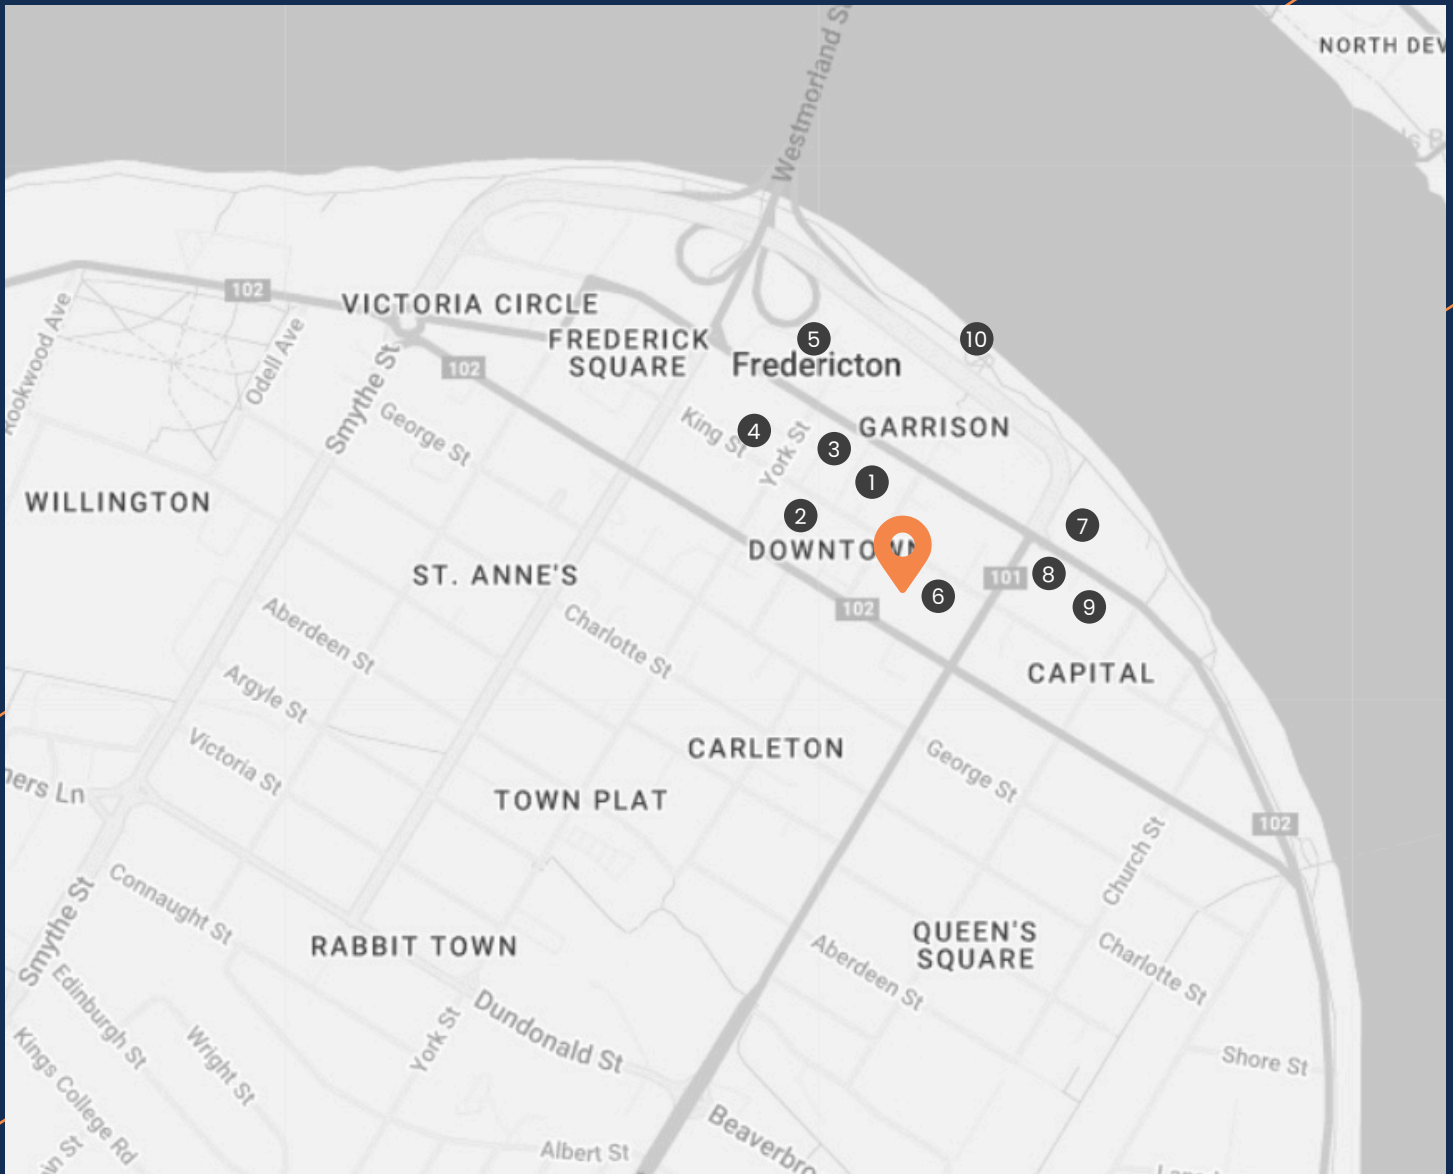 Westmorland S
NORTH DEV
ls B
102
VICTORIA CIRCLE
Rookwood Ave
Odell Ave
FREDERICK
SQUARE
5
10
Fredericton
102
Smythe St
George St
King St
4
York St
3
GARRISON
1
WILLINGTON
2
7
DOWNTOWN
ST. ANNE'S
101
8
6
9
102
Aberdeen St
Charlotte St
CAPITAL
Argyle St
Victoria St
CARLETON
George St
ners Ln
TOWN PLAT
102
Church St
Connaught St
Smythe St
RABBIT TOWN
QUEEN'S
SQUARE
Aberdeen St
Charlotte St
Edinburgh St
Dundonald St
York St
Wright St
Kings College Rd
Shore St
Beaverbro
Albert St
in St